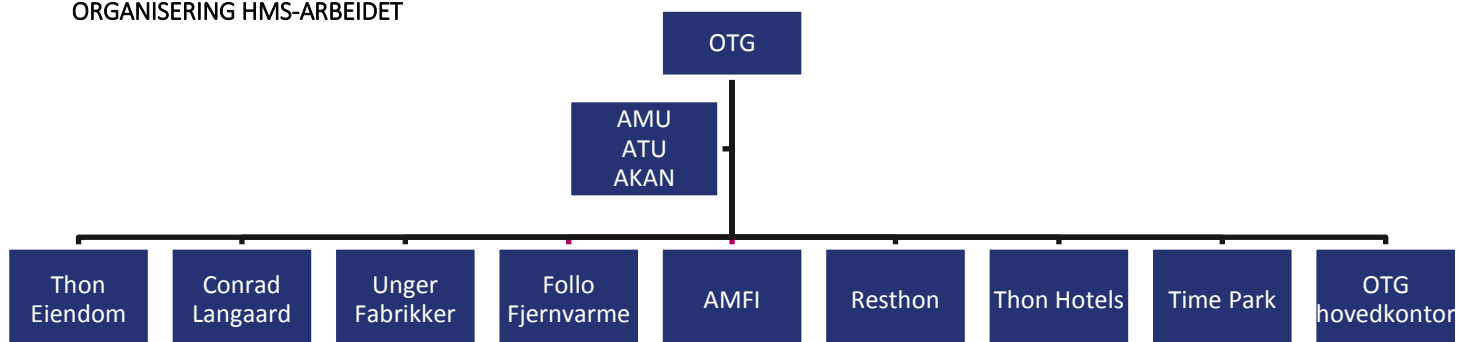 ORGANISERING HMS-ARBEIDET
OTG
AMU
ATU
AKAN
Thon
Eiendom
Conrad
Langaard
Unger
Fabrikker
Follo
Fjernvarme
AMFI
Resthon
Thon Hotels
Time Park
OTG
hovedkontor